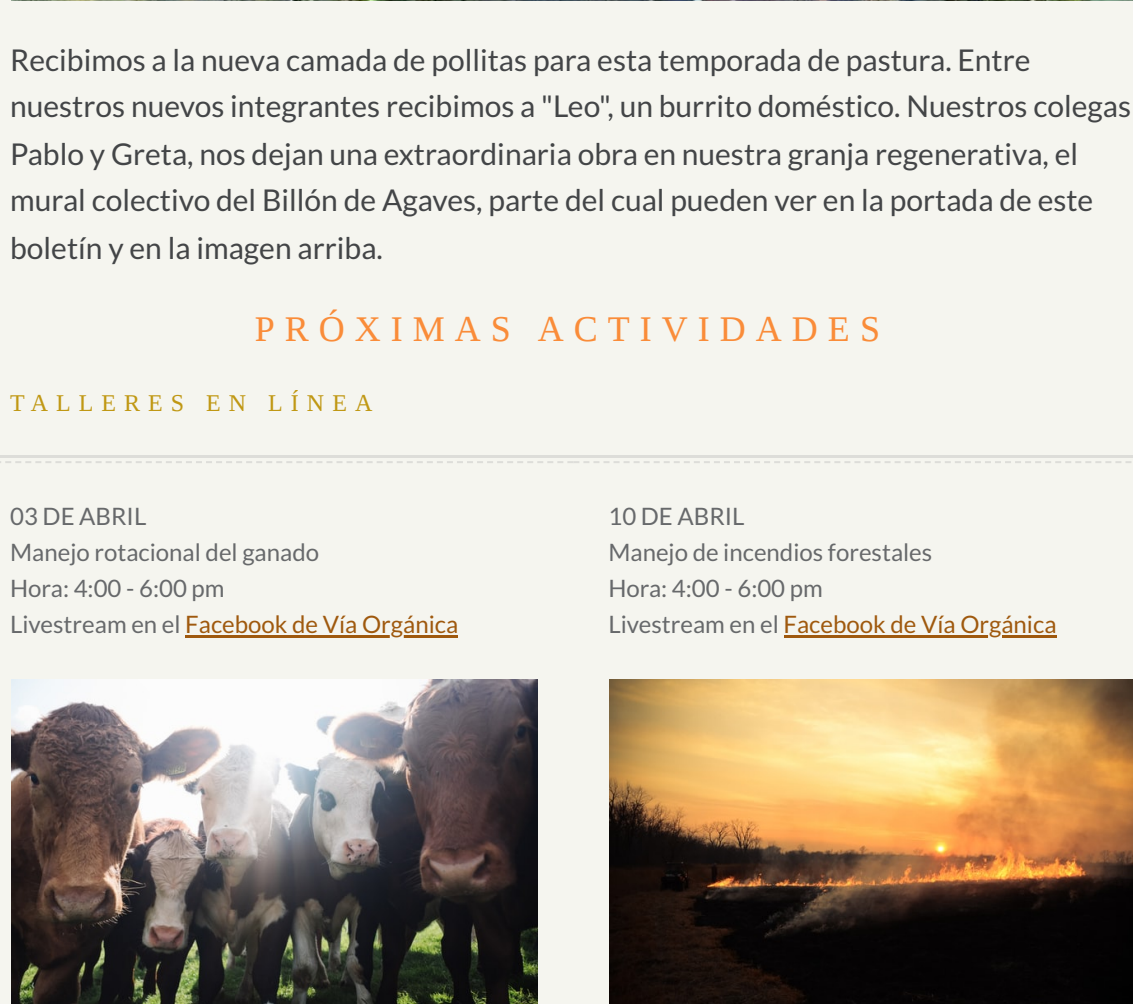 Recibimos a la nueva camada de pollitas para esta temporada de pastura. Entre
nuestros nuevos integrantes recibimos a "Leo", un burrito doméstico. Nuestros colegas
Pablo y Greta, nos dejan una extraordinaria obra en nuestra granja regenerativa, el
mural colectivo del Billón de Agaves, parte del cual pueden ver en la portada de este
boletín y en la imagen arriba.
PRÓXIMAS ACTIVIDADES
TALLERES EN LÍNEA
03 DE ABRIL
Manejo rotacional del ganado
Hora: 4:00 - 6:00 pm
Livestream en el Facebook de Vía Orgánica
10 DE ABRIL
Manejo de incendios forestales
Hora: 4:00 - 6:00 pm
Livestream en el Facebook de Vía Orgánica